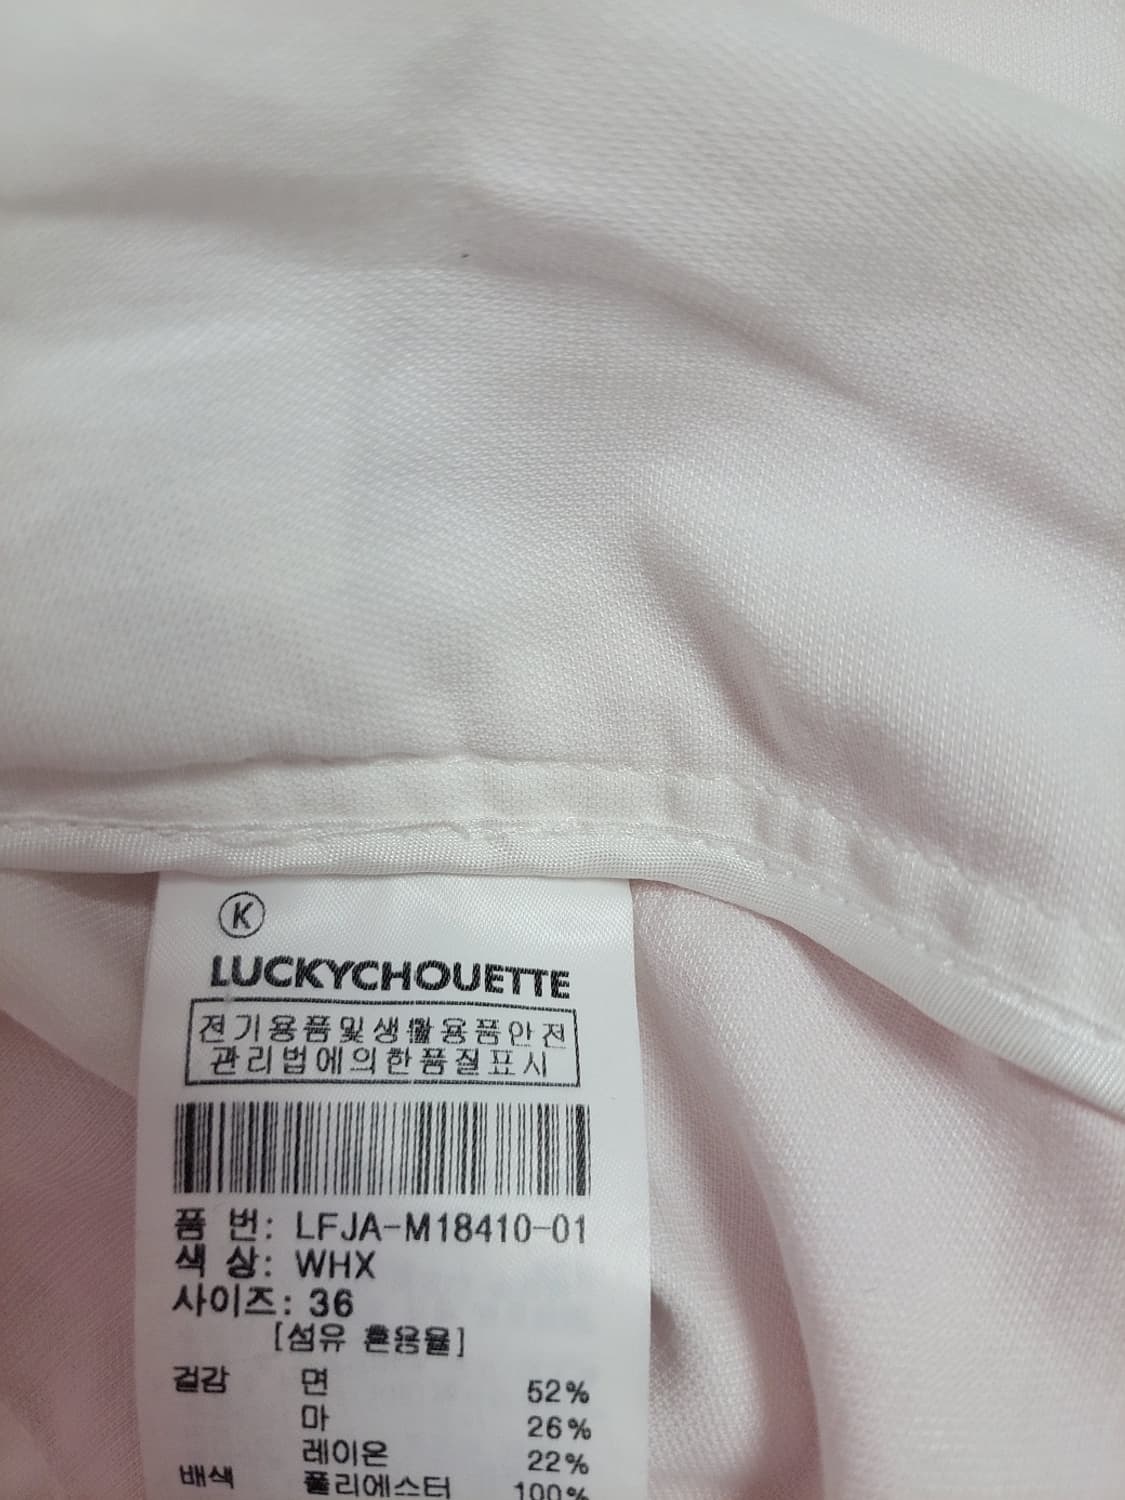 K
LUCKYCHOUETTE
전기용품및생활용품안전
관리법에의한품질표시
품 번: LFJA-M18410-01
색 상: WHX
사이즈: 36
[섬유 혼용율]
겉감 면 52%
마 26%
레이온 22%
배색 폴리에스터 100%